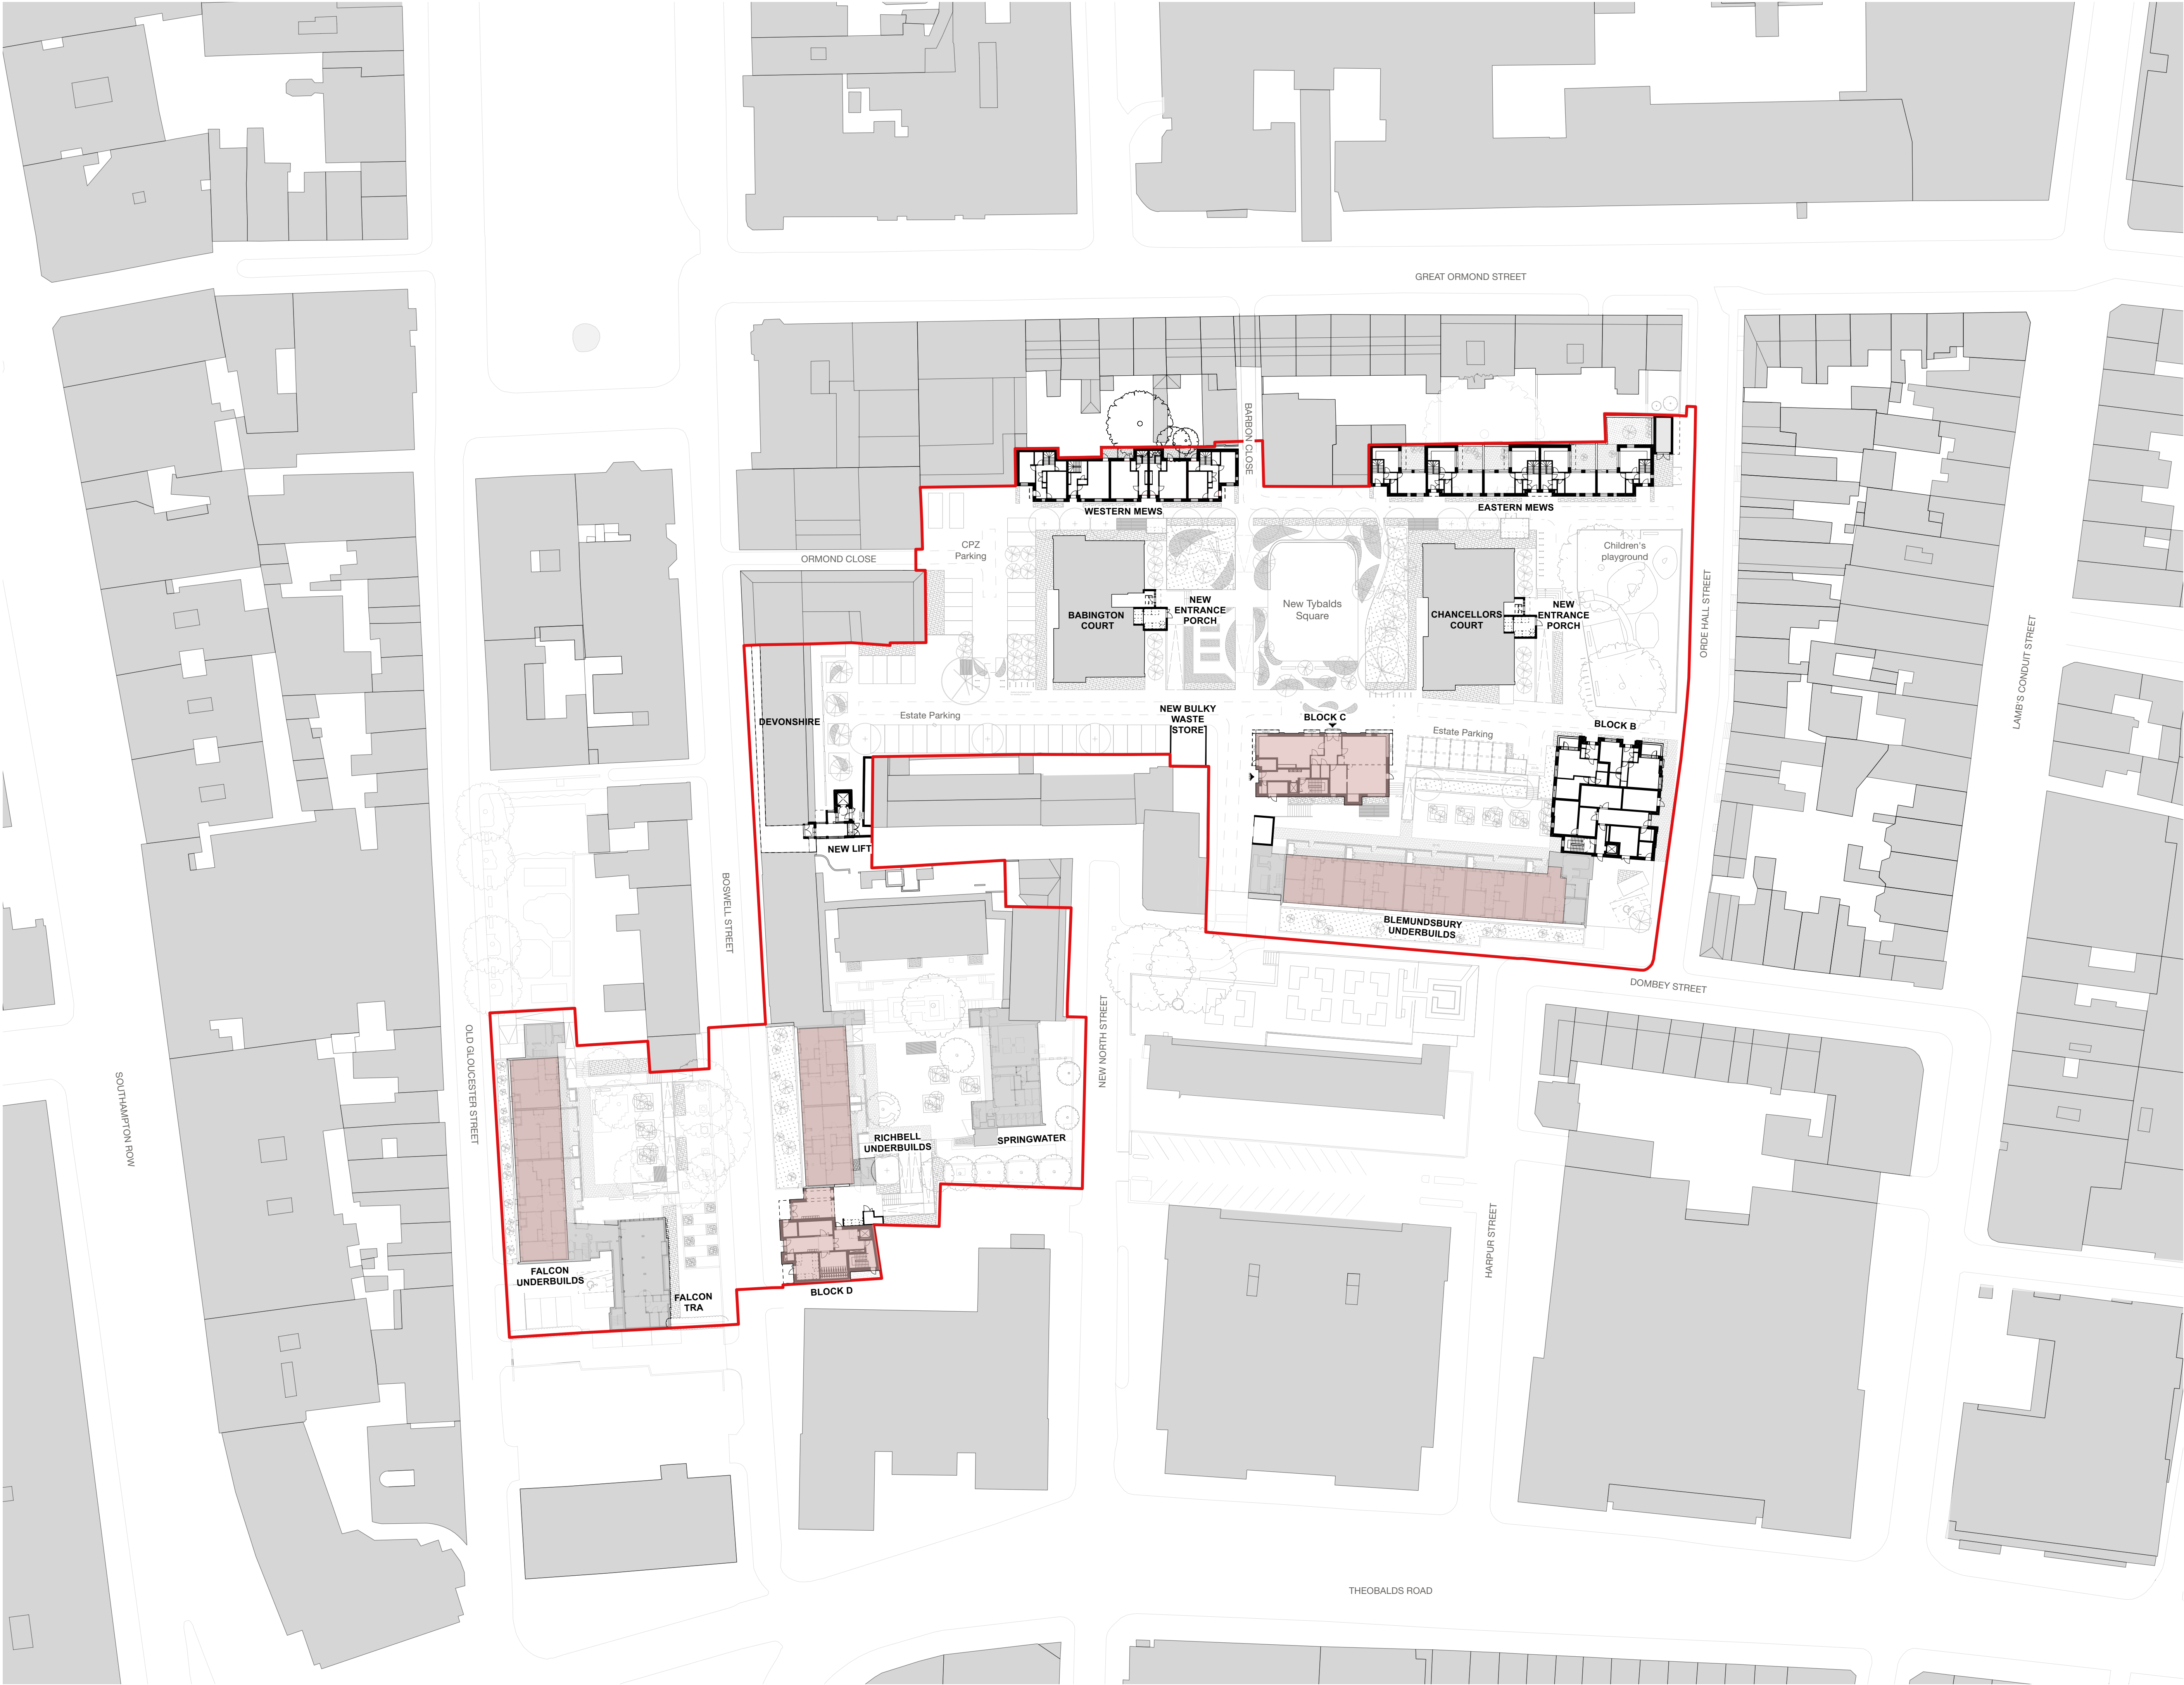 GREAT ORMOND STREET
BARBON CLOSE
WESTERN MEWS
EASTERN MEWS
ORMOND CLOSE
CPZ
Parking
Children's
playground
BABINGTON
COURT
NEW
ENTRANCE
PORCH
New Tybalds
Square
CHANCELLORS
COURT
NEW
ENTRANCE
PORCH
ORDE HALL STREET
LAMB'S CONDUIT STREET
DEVONSHIRE
Estate Parking
NEW BULKY
WASTE
STORE
BLOCK C
Estate Parking
BLOCK B
NEW LIFT
BOSWELL STREET
BLEMUNDSBURY
UNDERBUILDS
DOMBEY STREET
OLD GLOUCESTER STREET
NEW NORTH STREET
SOUTHAMPTON ROW
RICHBELL
UNDERBUILDS
SPRINGWATER
HARPUR STREET
FALCON
UNDERBUILDS
FALCON
TRA
BLOCK D
THEOBALDS ROAD